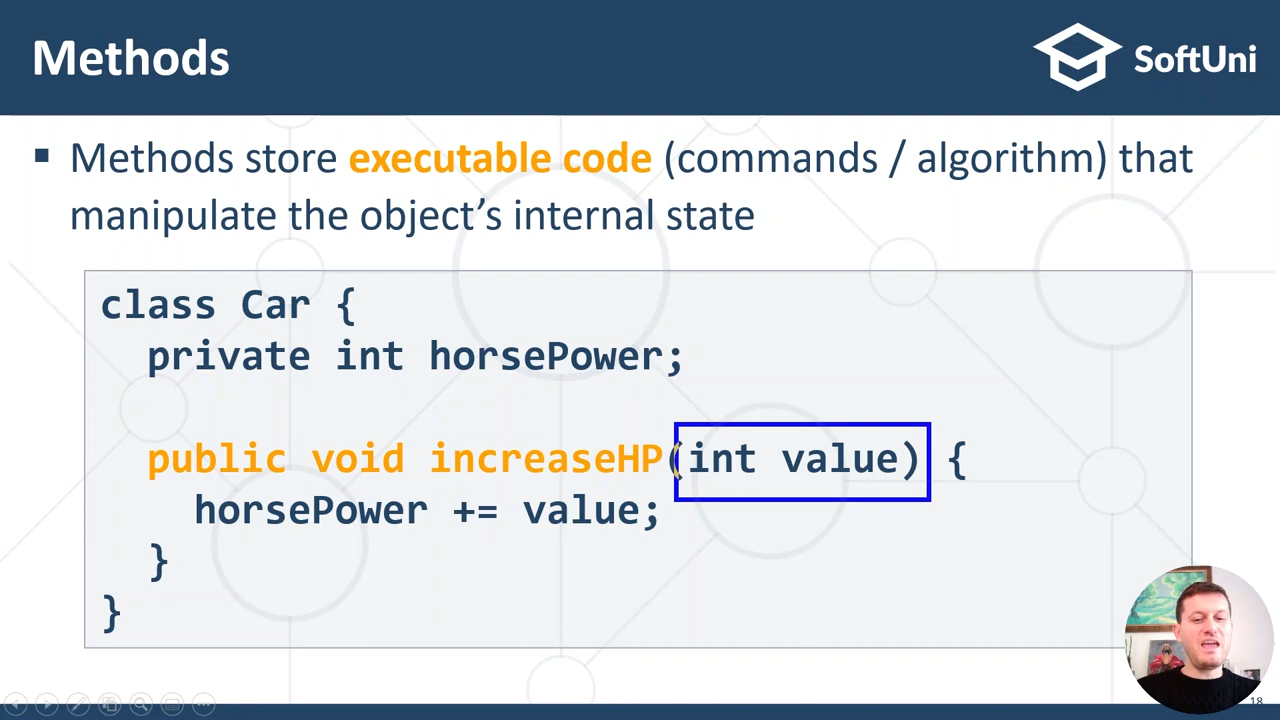 Methods
SoftUni
▪ Methods store executable code (commands / algorithm) that
manipulate the object’s internal state
class Car {
  private int horsePower;
  public void increaseHP(int value) {
    horsePower += value;
  }
}
18